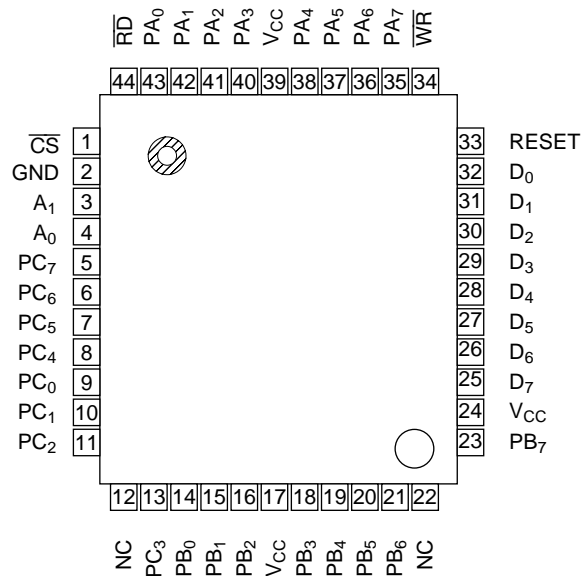 RD PA0 PA1 PA2 PA3 VCC PA4 PA5 PA6 PA7 WR
44 43 42 41 40 39 38 37 36 35 34
CS 1 33 RESET
GND 2 32 D0
A1 3 31 D1
A0 4 30 D2
PC7 5 29 D3
PC6 6 28 D4
PC5 7 27 D5
PC4 8 26 D6
PC0 9 25 D7
PC1 10 24 VCC
PC2 11 23 PB7
12 13 14 15 16 17 18 19 20 21 22
NC PC3 PB0 PB1 PB2 VCC PB3 PB4 PB5 PB6 NC